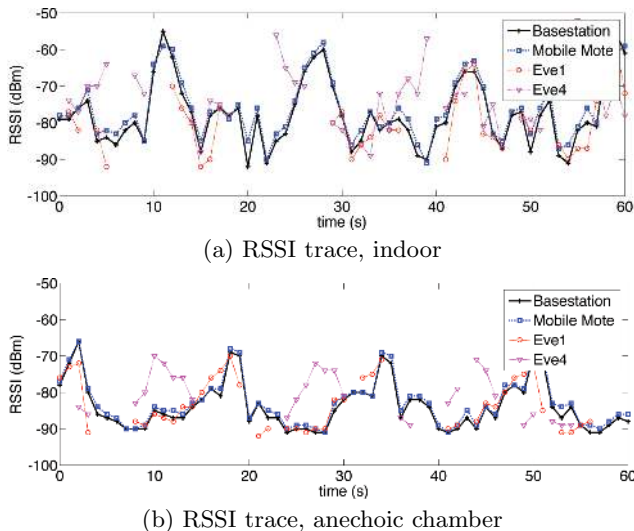 -50
-60
-70
-80
-90
-100
RSSI (dBm)
Basestation
Mobile Mote
Eve1
Eve4
0 10 20 30 40 50 60
time (s)
(a) RSSI trace, indoor
-50
-60
-70
-80
-90
-100
RSSI (dBm)
Basestation
Mobile Mote
Eve1
Eve4
0 10 20 30 40 50 60
time (s)
(b) RSSI trace, anechoic chamber